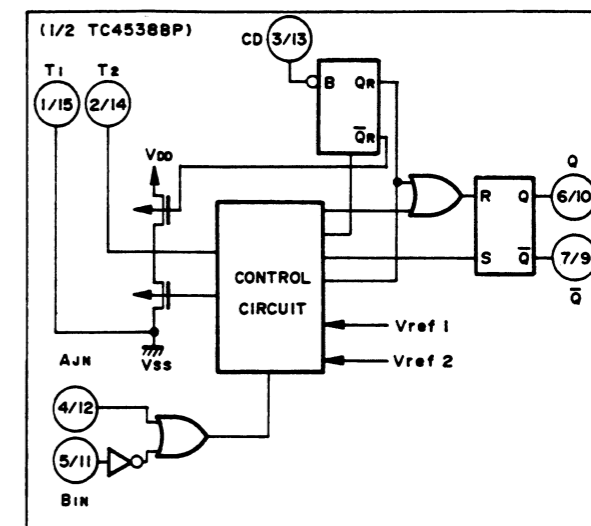 (1/2 TC4538BP)
CD 3/13
T1 T2
1/15 2/14
B QR
Q̅R
VDD
Q
R Q 6/10
S Q̅ 7/9
Q̅
CONTROL
CIRCUIT
Vref 1
Vref 2
VSS
AJN
4/12
5/11
BIN